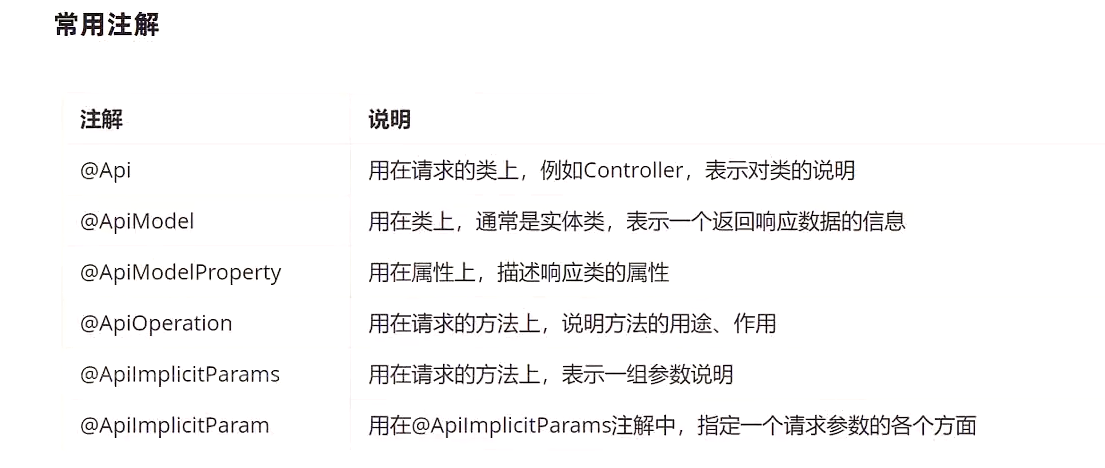 常用注解
注解 说明
@Api 用在请求的类上，例如Controller，表示对类的说明
@ApiModel 用在类上，通常是实体类，表示一个返回响应数据的信息
@ApiModelProperty 用在属性上，描述响应类的属性
@ApiOperation 用在请求的方法上，说明方法的用途、作用
@ApiImplicitParams 用在请求的方法上，表示一组参数说明
@ApiImplicitParam 用在@ApiImplicitParams注解中，指定一个请求参数的各个方面